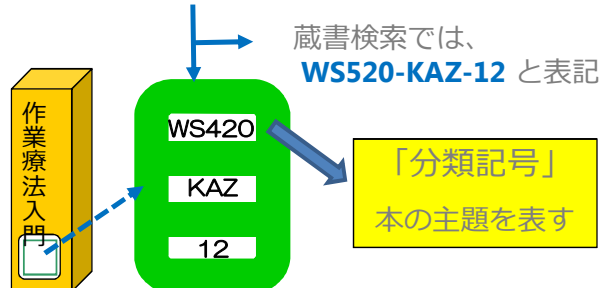 蔵書検索では、
WS520-KAZ-12 と表記
作業療法入門
WS420
KAZ
12
「分類記号」
本の主題を表す